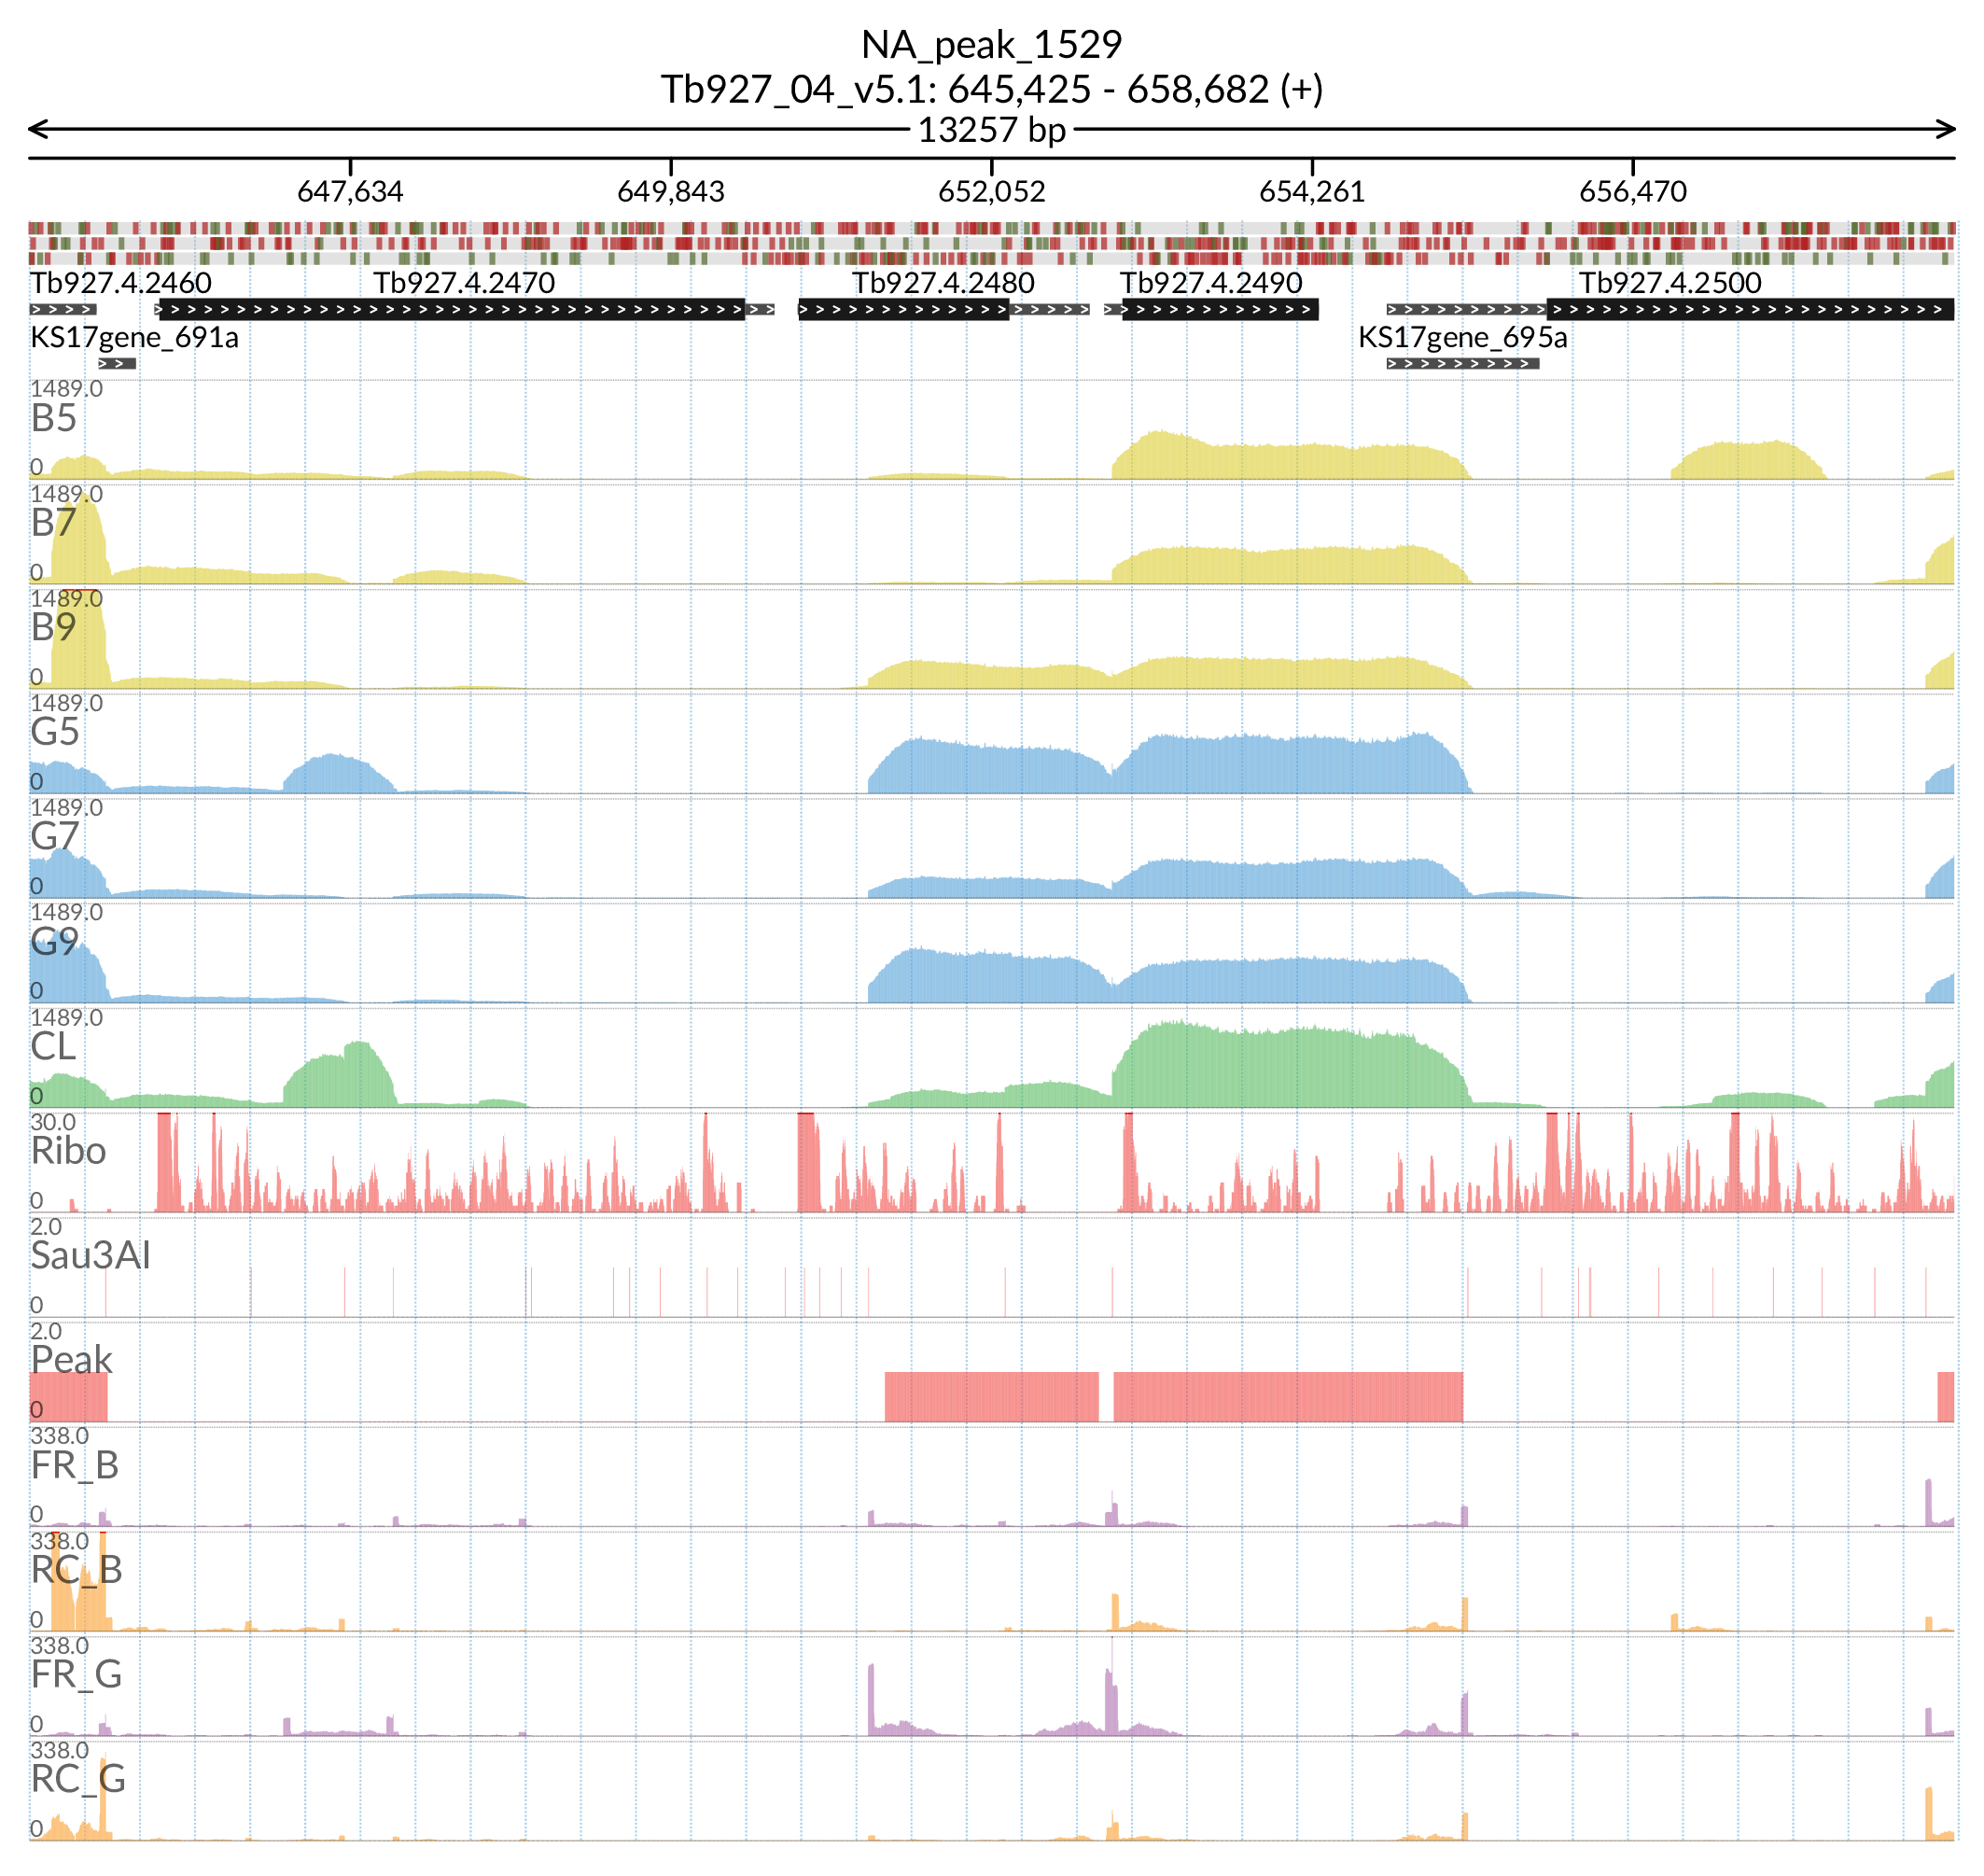 NA_peak_1529
Tb927_04_v5.1: 645,425 - 658,682 (+)
13257 bp
647,634 649,843 652,052 654,261 656,470
Tb927.4.2460 Tb927.4.2470 Tb927.4.2480 Tb927.4.2490 Tb927.4.2500
KS17gene_691a KS17gene_695a
1489.0
B5
0
1489.0
B7
0
1489.0
B9
0
1489.0
G5
0
1489.0
G7
0
1489.0
G9
0
1489.0
CL
0
30.0
Ribo
0
2.0
Sau3AI
0
2.0
Peak
0
338.0
FR_B
0
338.0
RC_B
0
338.0
FR_G
0
338.0
RC_G
0